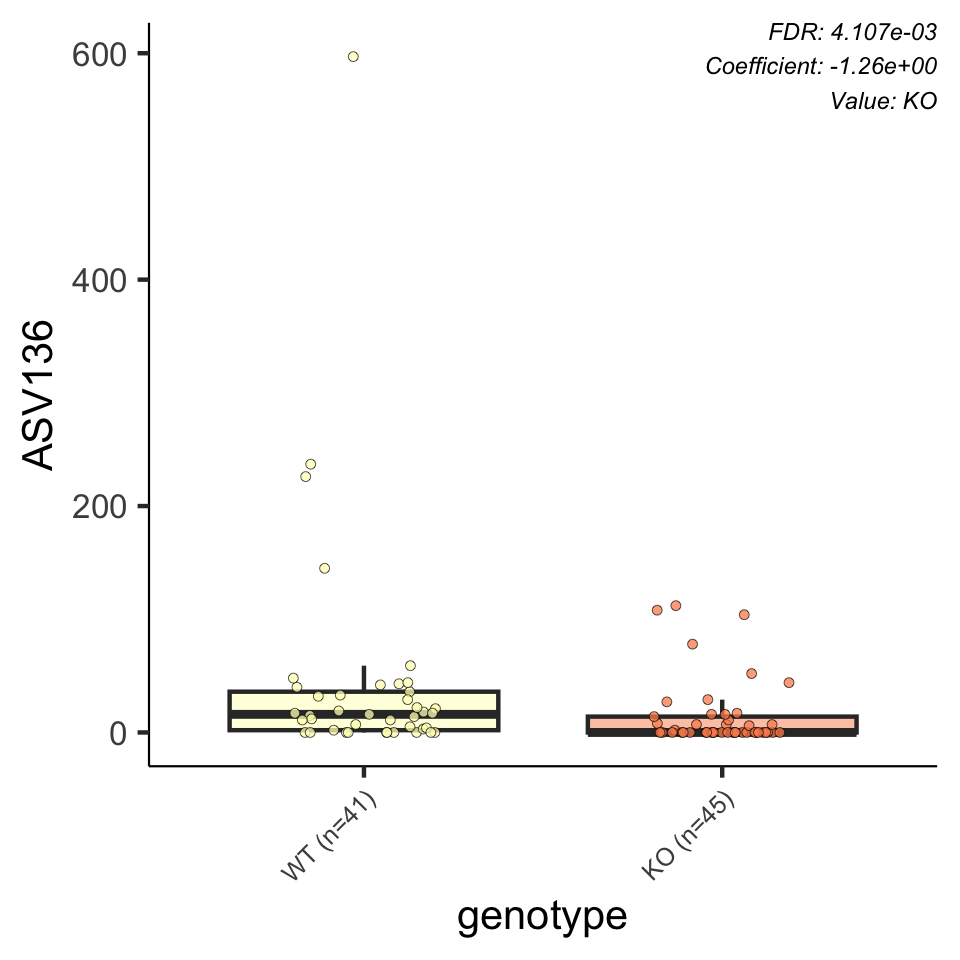 FDR: 4.107e-03
Coefficient: -1.26e+00
Value: KO
600
400
200
0
ASV136
WT (n=41)
KO (n=45)
genotype